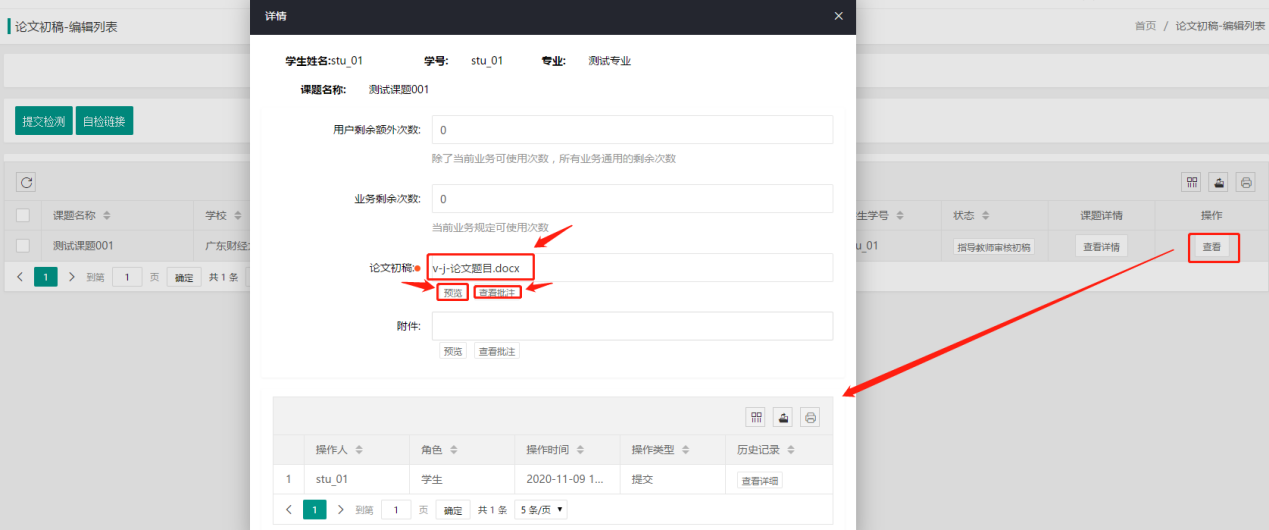 详情
论文初稿-编辑列表
首页 / 论文初稿-编辑列表
学生姓名:stu_01 学号: stu_01 专业: 测试专业
课题名称: 测试课题001
提交检测 自检链接
用户剩余额外次数: 0
除了当前业务可使用次数，所有业务通用的剩余次数
业务剩余次数: 0
当前业务规定可使用次数
课题名称 学校 生学号 状态 课题详情 操作
测试课题001 广东财经 u_01 指导教师审核初稿 查看详情 查看
论文初稿: v-j-论文题目.docx
预览 查看批注
1 到第 1 页 确定 共 1 条
附件:
预览 查看批注
操作人 角色 操作时间 操作类型 历史记录
1 stu_01 学生 2020-11-09 1... 提交 查看详细
1 到第 1 页 确定 共 1 条 5 条/页